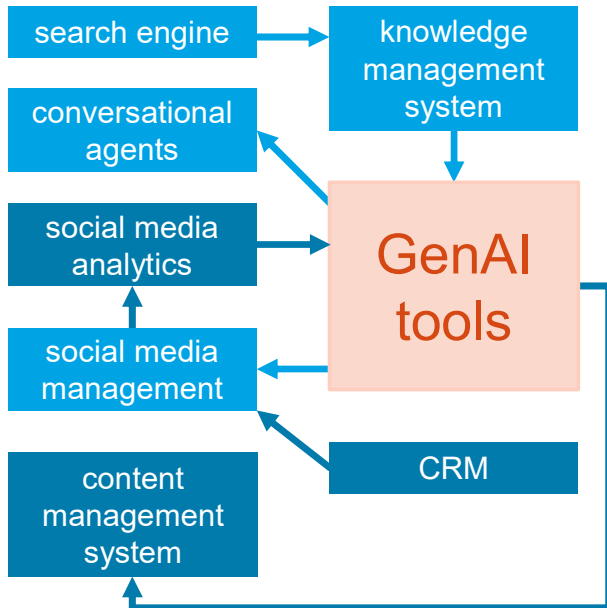 search engine
knowledge
management
system
conversational
agents
social media
analytics
GenAI
tools
social media
management
CRM
content
management
system